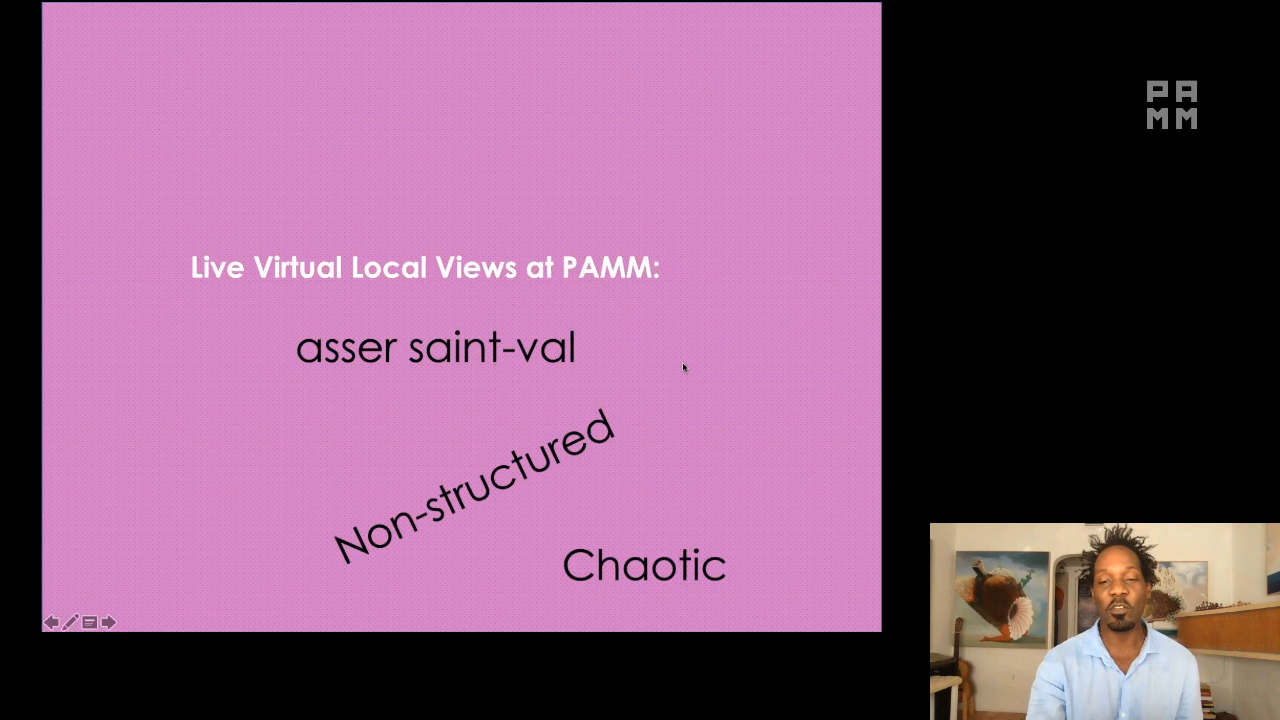 PA
MM
Live Virtual Local Views at PAMM:
asser saint-val
Non-structured
Chaotic